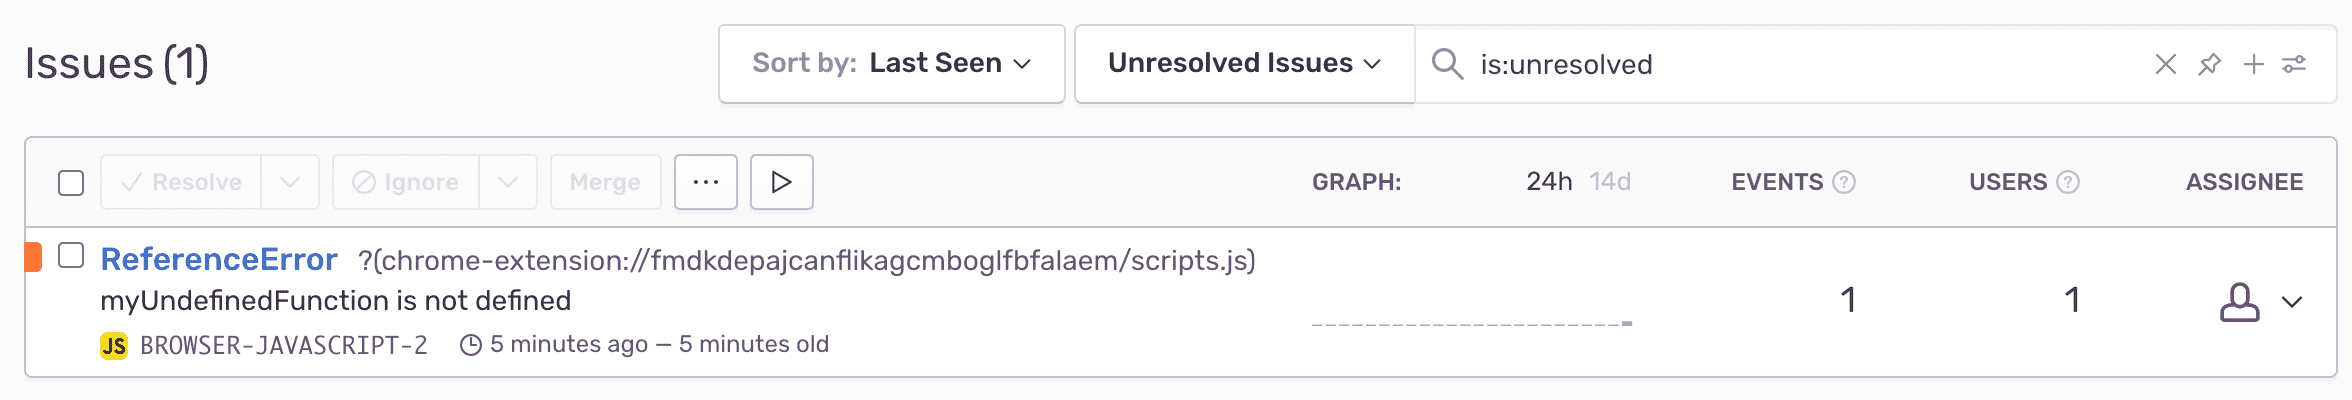 Issues (1)
Sort by: Last Seen
Unresolved Issues
is:unresolved
Resolve
Ignore
Merge
GRAPH:
24h 14d
EVENTS ?
USERS ?
ASSIGNEE
ReferenceError ?(chrome-extension://fmdkdepajcanflikagcmboglfbfalaem/scripts.js)
myUndefinedFunction is not defined
1
1
JS BROWSER-JAVASCRIPT-2 5 minutes ago — 5 minutes old